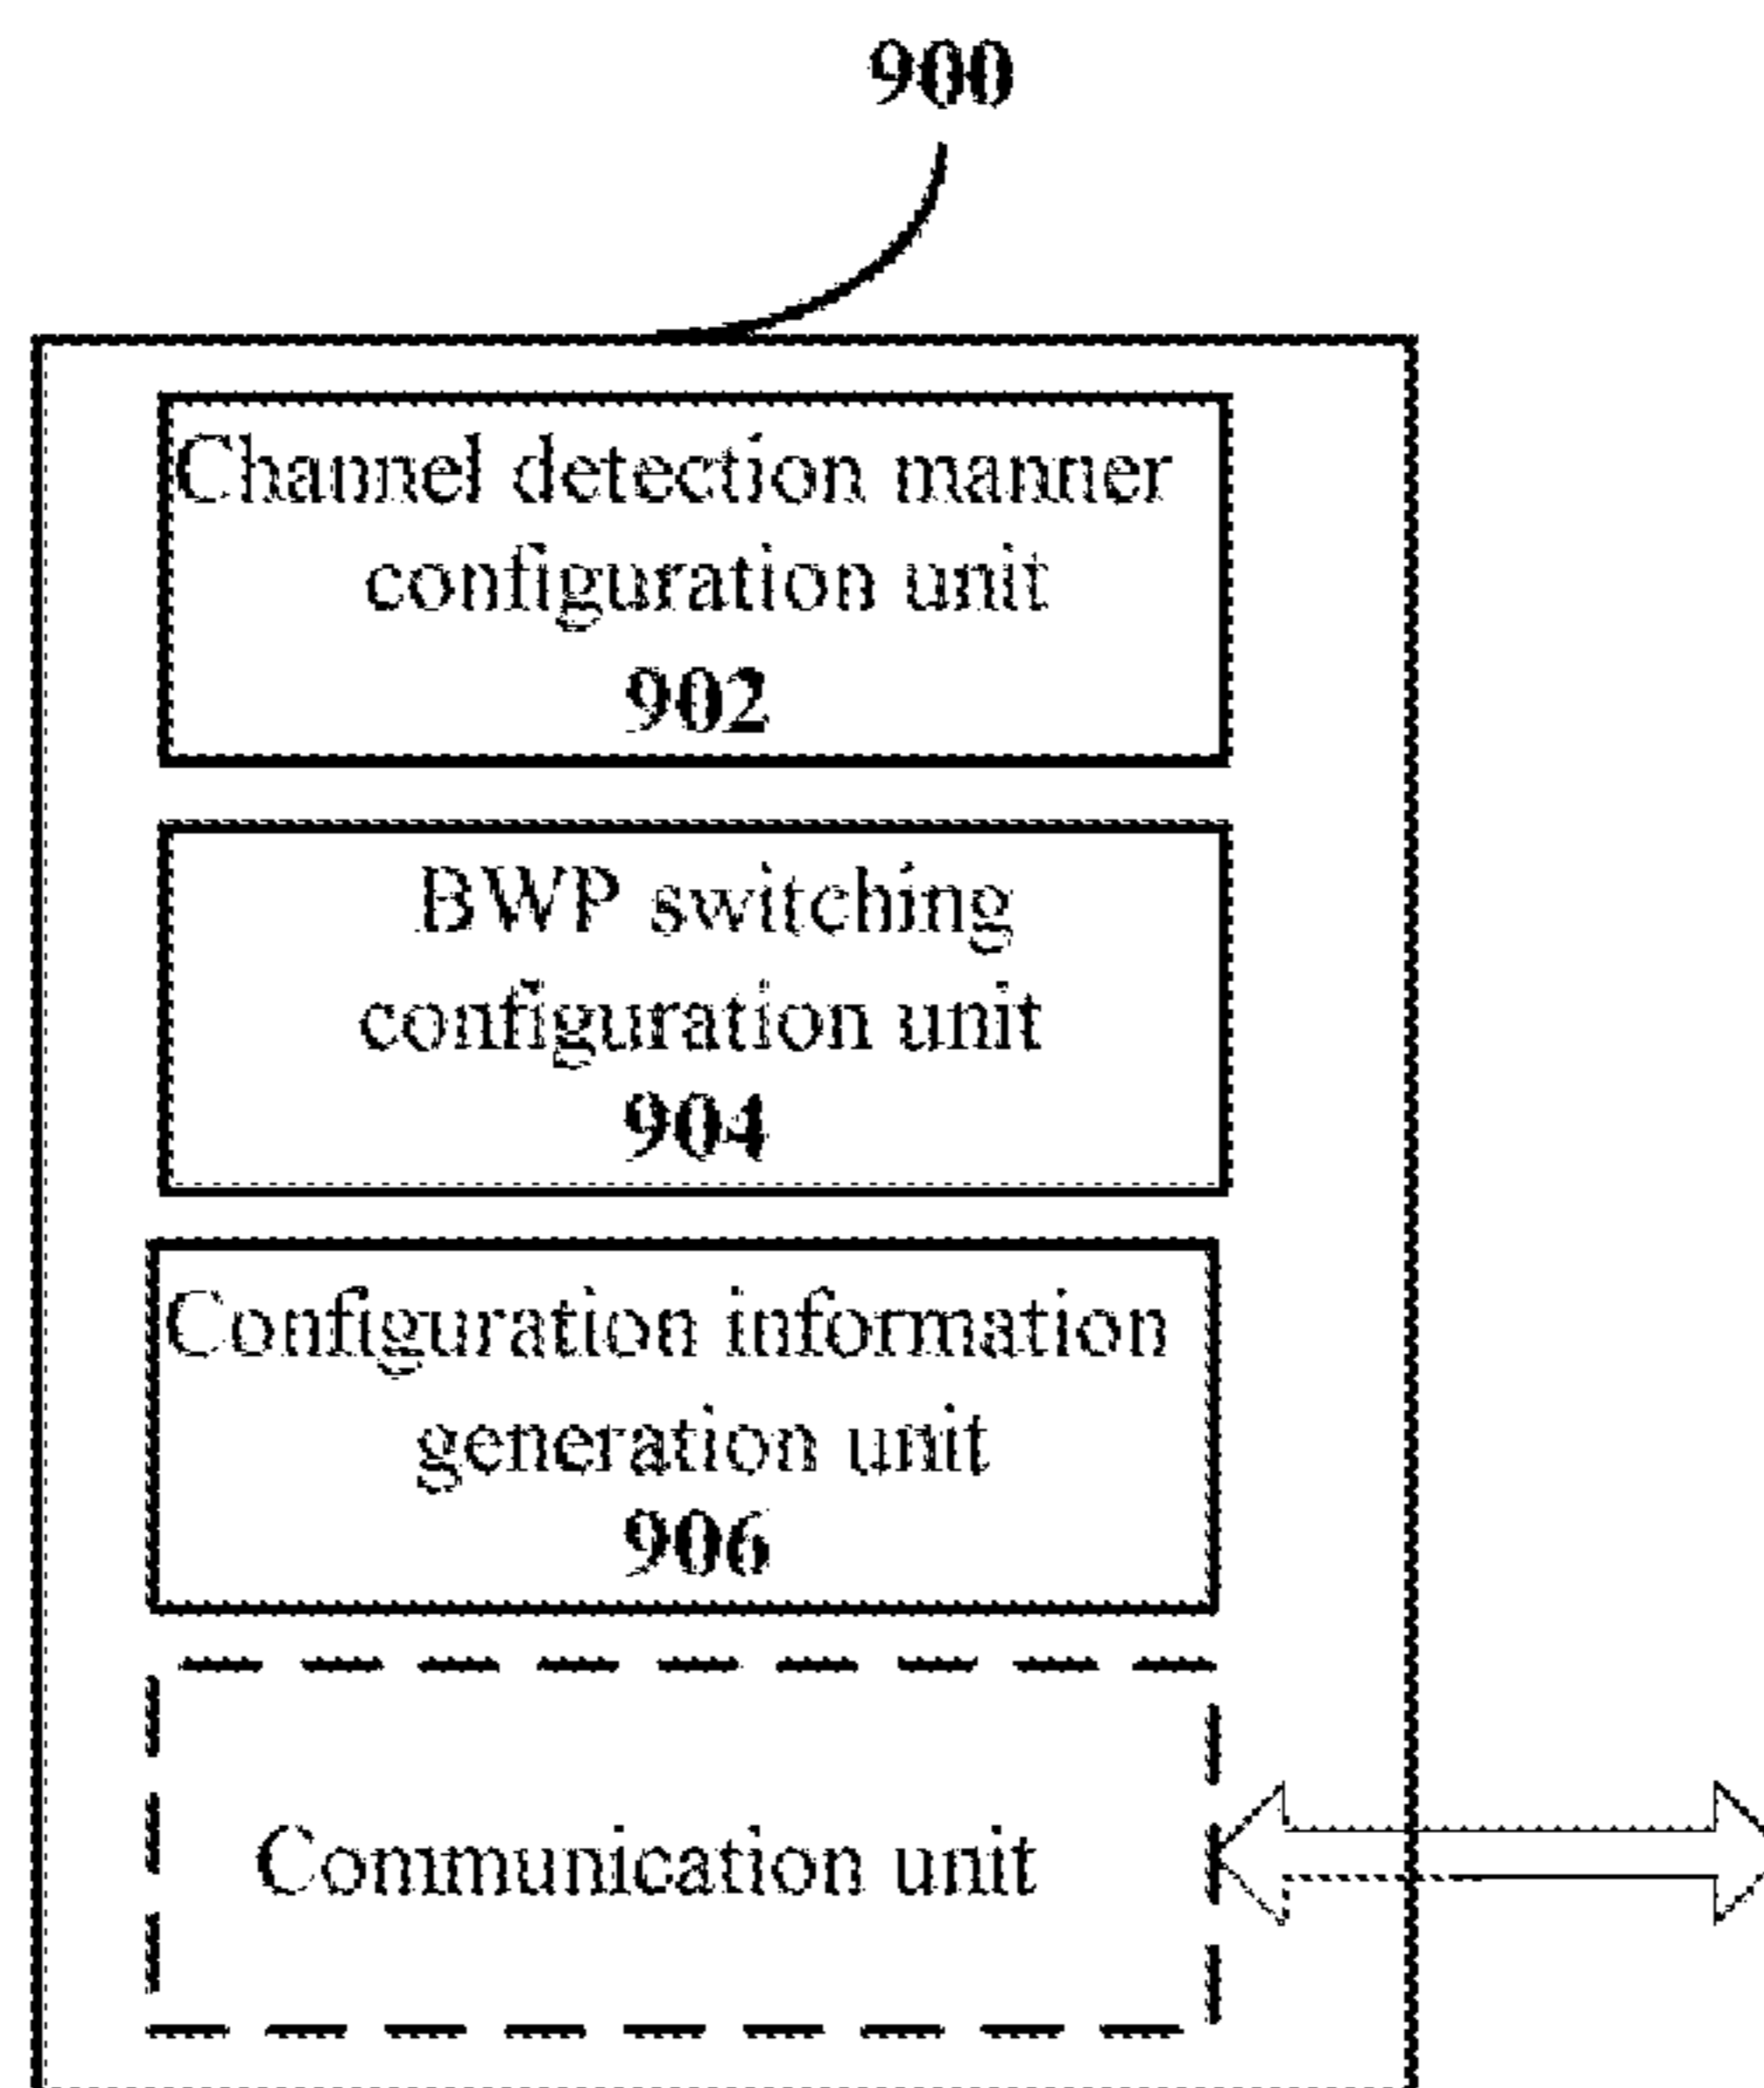 900
Channel detection manner
configuration unit
902
BWP switching
configuration unit
904
Configuration information
generation unit
906
Communication unit